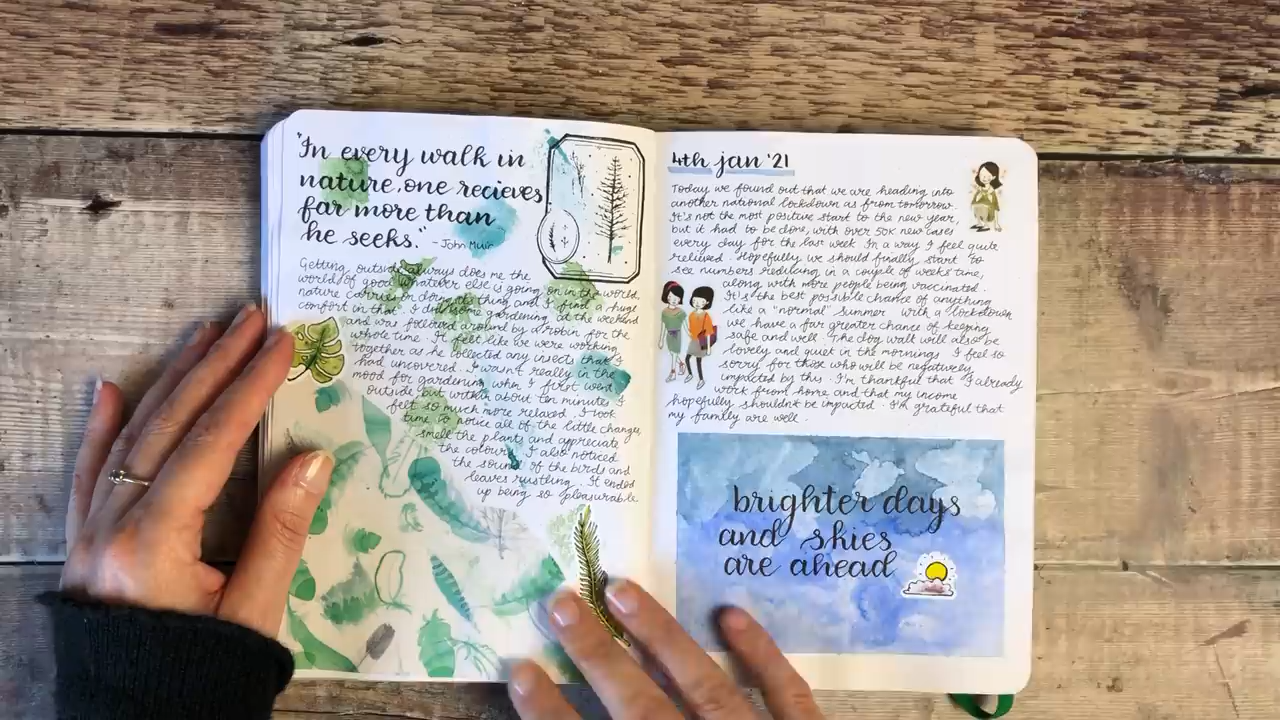 "In every walk in
nature, one recieves
far more than
he seeks." - John Muir
Getting outside always does me the
world of good whatever else is going on in the world,
nature carries on doing it's thing and I find a huge
comfort in that. I did some gardening at the weekend
and was followed around by a robin for the
whole time. It felt like we were working
together as he collected any insects that I
had uncovered. I wasn't really in the
mood for gardening when I first went
outside but within about ten minutes I
felt so much more relaxed. I took
time to notice all of the little changes,
smell the plants and appreciate
the colours. I also noticed
the sound of the birds and
leaves rustling. It ended
up being so pleasurable
4th jan '21
Today we found out that we are heading into
another national lockdown as from tomorrow.
It's not the most positive start to the new year,
but it had to be done, with over 50K new cases
every day for the last week. In a way I feel quite
relieved. Hopefully we should finally start to
see numbers reducing in a couple of weeks time,
along with more people being vaccinated.
It's the best possible chance of anything
like a "normal" summer. With a lockdown
we have a far greater chance of keeping
safe and well. The dog walk will also be
lovely and quiet in the mornings. I feel so
sorry for those who will be negatively
impacted by this. I'm thankful that I already
work from home and that my income
hopefully shouldn't be impacted. I'm grateful that
my family are well.
brighter days
and skies
are ahead